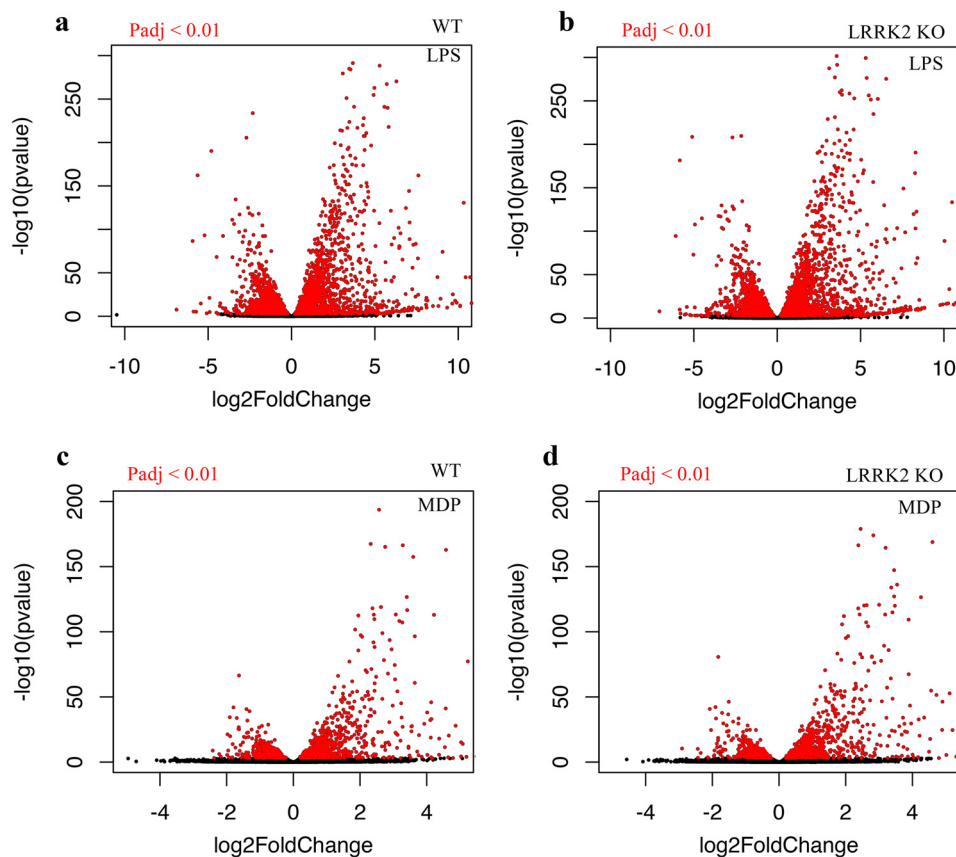 a
Padj < 0.01
WT
LPS
-log10(pvalue)
250
150
50
0
-10
-5
0
5
10
log2FoldChange
b
Padj < 0.01
LRRK2 KO
LPS
-log10(pvalue)
250
150
50
0
-10
-5
0
5
10
log2FoldChange
c
Padj < 0.01
WT
MDP
-log10(pvalue)
200
150
100
50
0
-4
-2
0
2
4
log2FoldChange
d
Padj < 0.01
LRRK2 KO
MDP
-log10(pvalue)
200
150
100
50
0
-4
-2
0
2
4
log2FoldChange